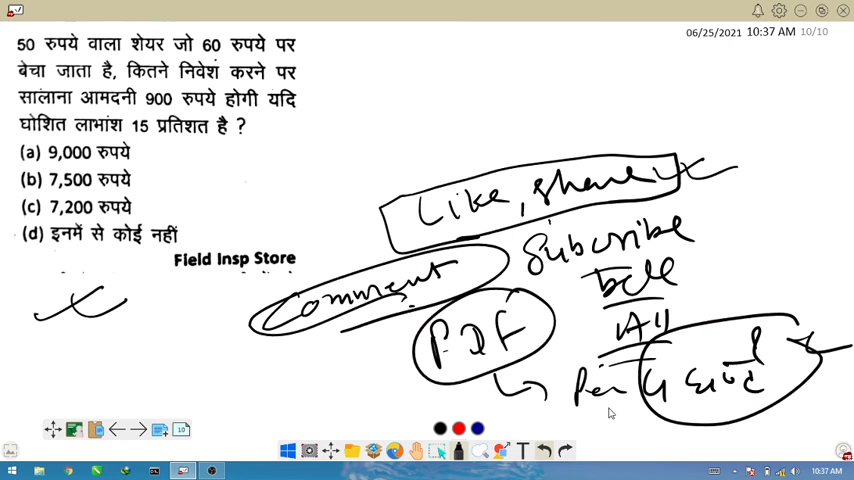 06/25/2021 10:37 AM 10/10
50 रुपये वाला शेयर जो 60 रुपये पर
बेचा जाता है, कितने निवेश करने पर
सालाना आमदनी 900 रुपये होगी यदि
घोशित लाभांश 15 प्रतिशत है ?
(a) 9,000 रुपये
(b) 7,500 रुपये
(c) 7,200 रुपये
(d) इनमें से कोई नहीं
Field Insp Store
Like, share
Subscribe
Comment
bell
All
PDF
10
T
10:37 AM